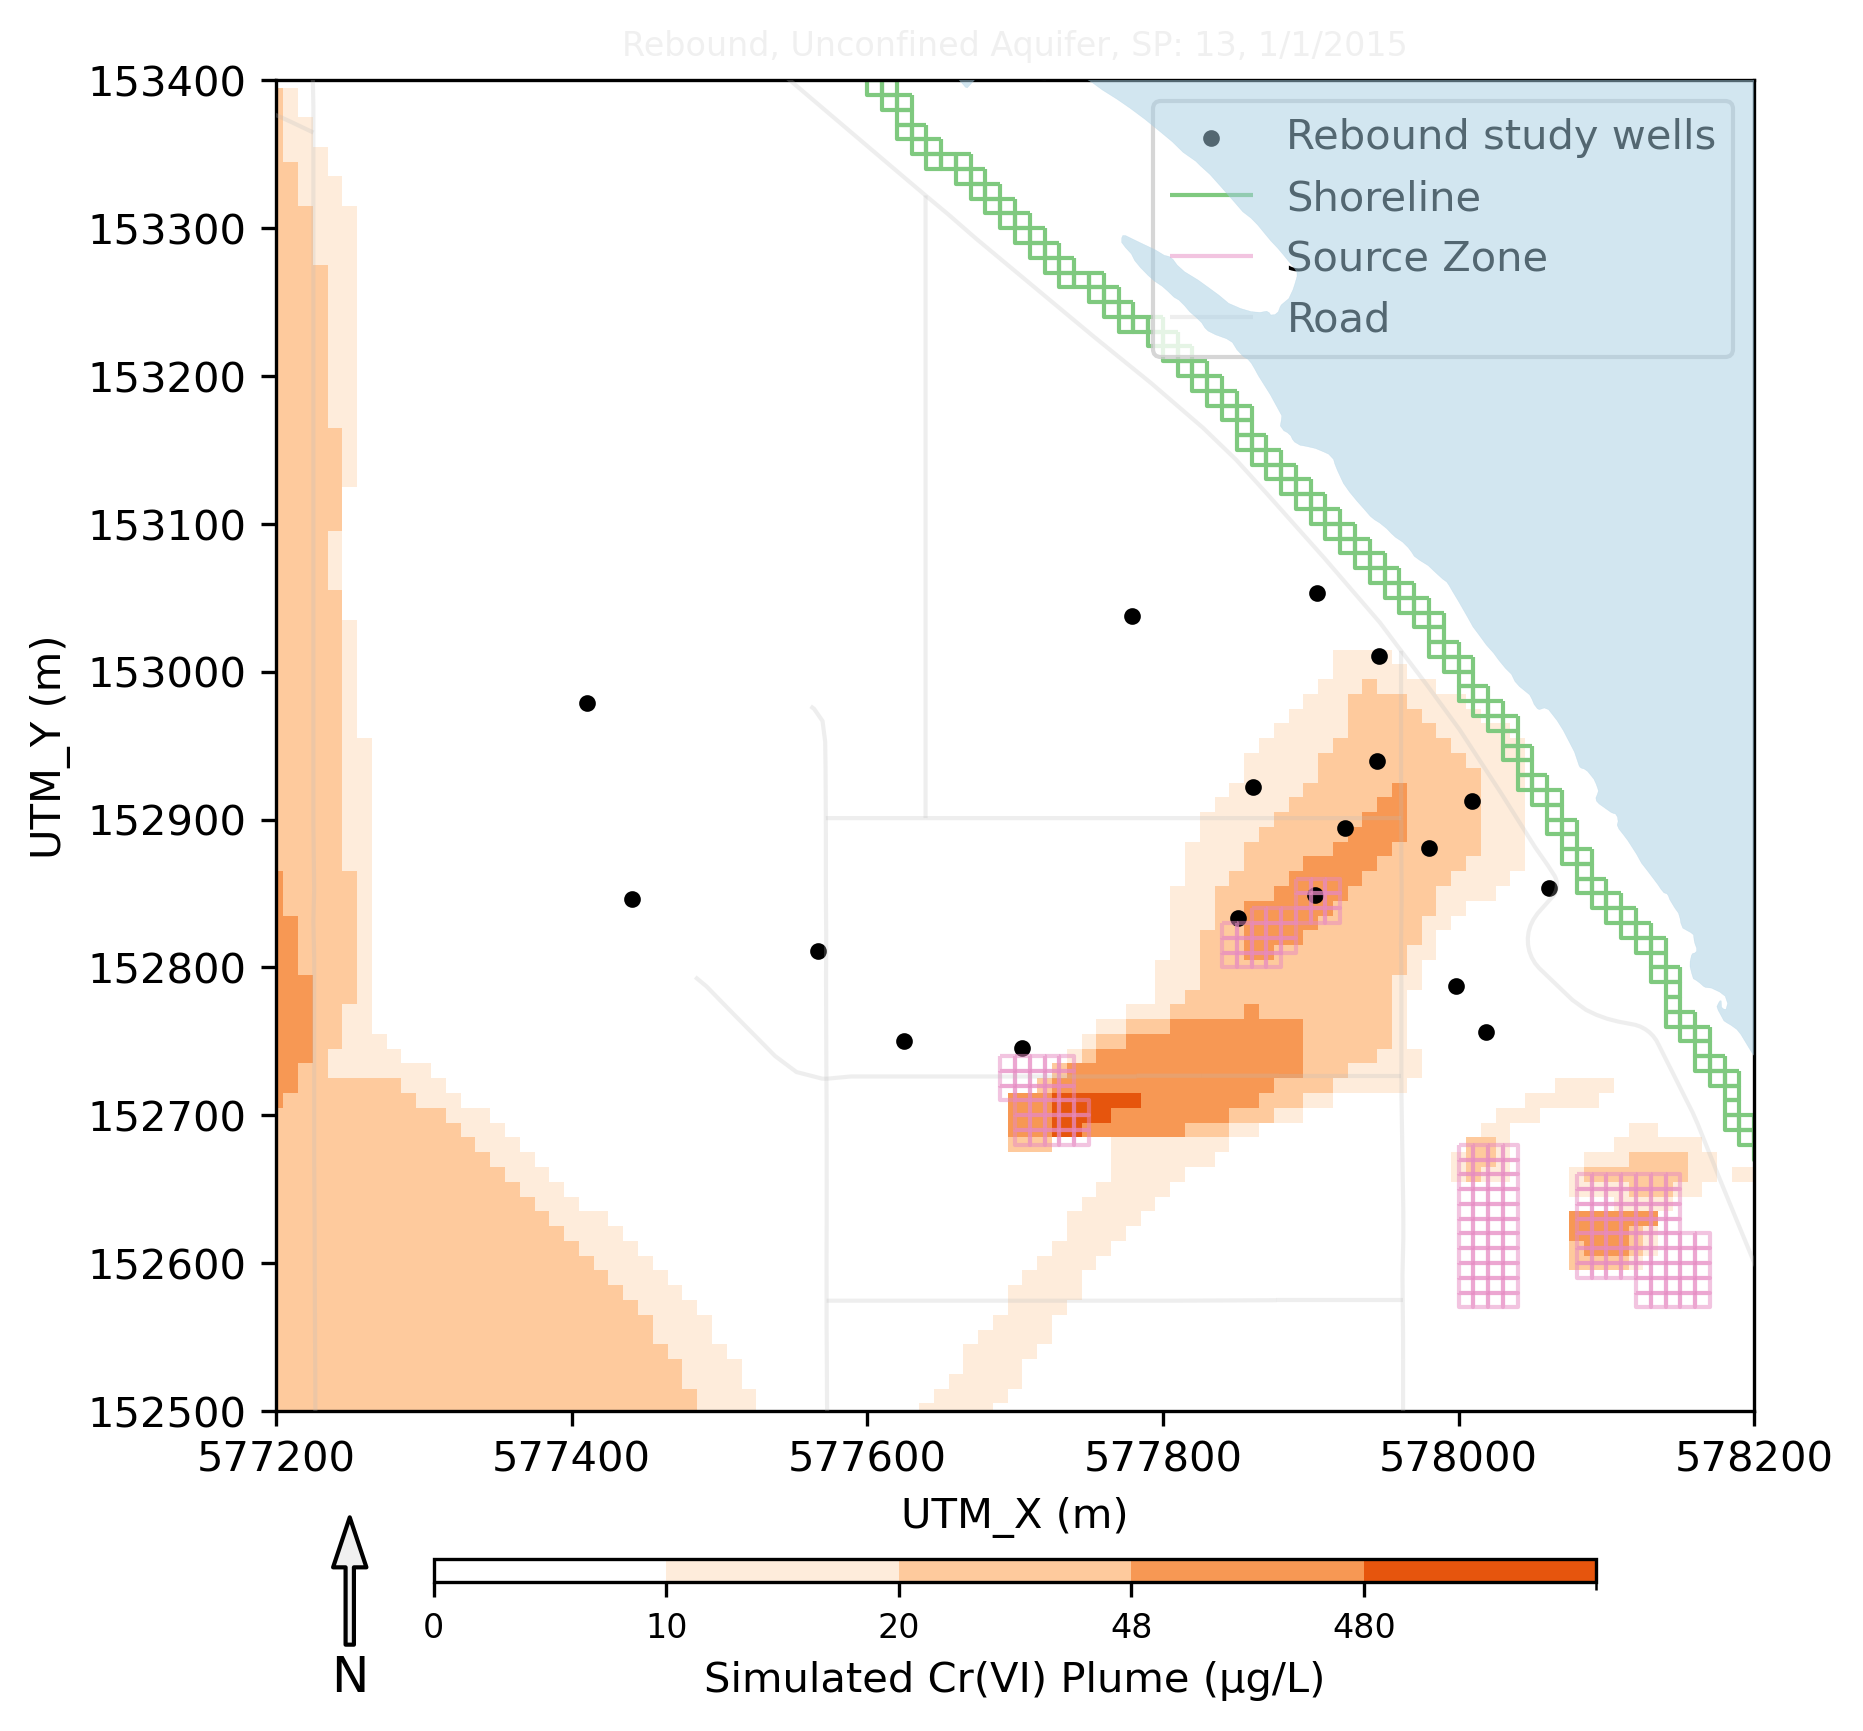 Rebound, Unconfined Aquifer, SP: 13, 1/1/2015
153400
153300
153200
153100
153000
152900
152800
152700
152600
152500
UTM_Y (m)
Rebound study wells
Shoreline
Source Zone
Road
577200 577400 577600 577800 578000 578200
UTM_X (m)
N
0 10 20 48 480
Simulated Cr(VI) Plume (μg/L)